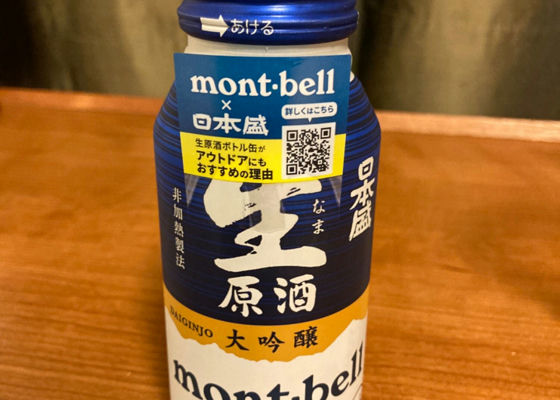 あける
mont・bell
×
日本盛
詳しくはこちら
生原酒ボトル缶が
アウトドアにも
おすすめの理由
日本盛
非加熱製法
生
なま
原酒
DAIGINJO
大吟醸
mont・bell